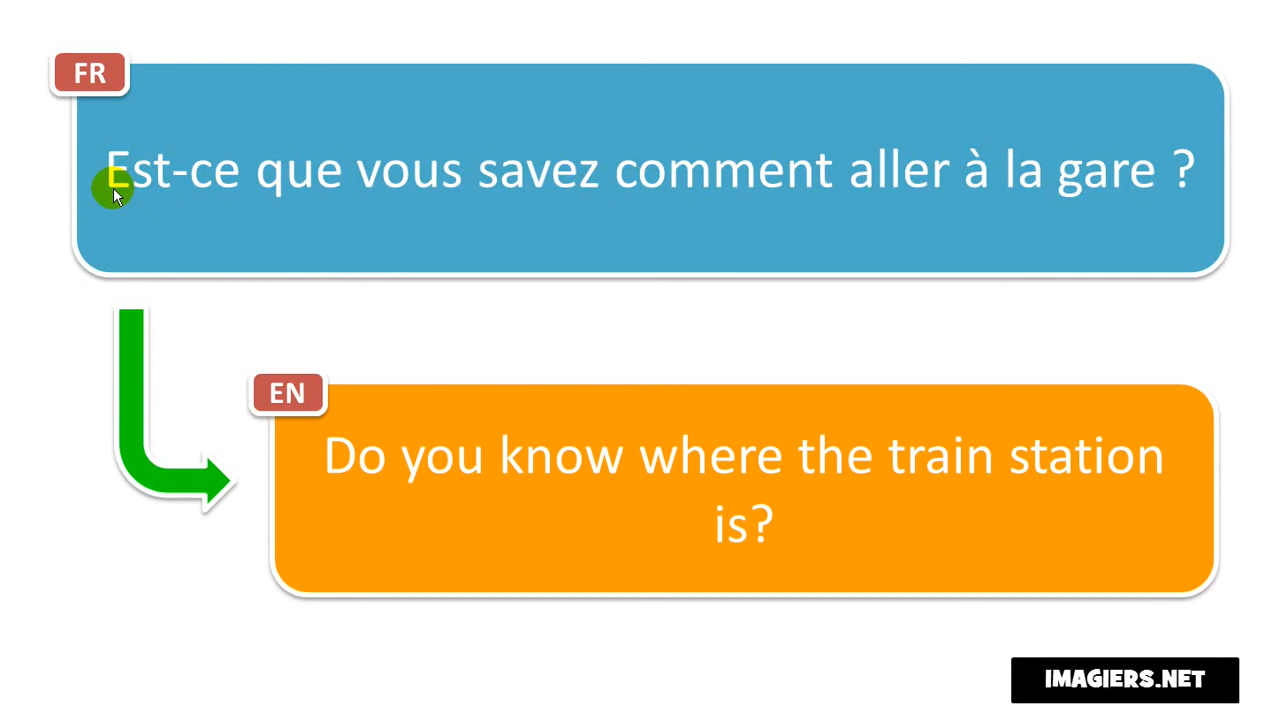 FR
Est-ce que vous savez comment aller à la gare ?
EN
Do you know where the train station
is?
IMAGIERS.NET